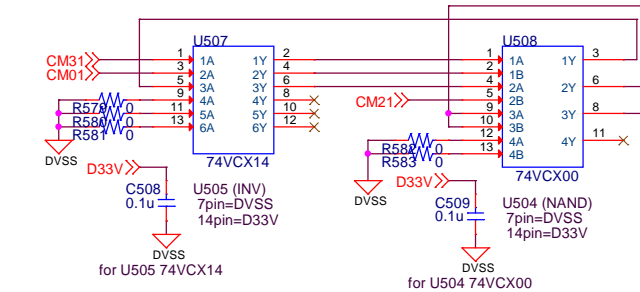 U507
U508
CM31 1 1A 1Y 2 1 1A 1Y 3
CM01 3 2A 2Y 4 2 1B
5 3A 3Y 6 4 2A 2Y 6
R579 0 9 4A 4Y 8 CM21 5 2B
R580 0 11 5A 5Y 10 9 3A 3Y 8
R581 0 13 6A 6Y 12 10 3B
12 4A 4Y 11
R582 0 13 4B
R583 0
DVSS
74VCX14
74VCX00
D33V
DVSS
D33V
C508
0.1u
U505 (INV)
7pin=DVSS
14pin=D33V
C509
0.1u
U504 (NAND)
7pin=DVSS
14pin=D33V
DVSS
for U505 74VCX14
DVSS
for U504 74VCX00